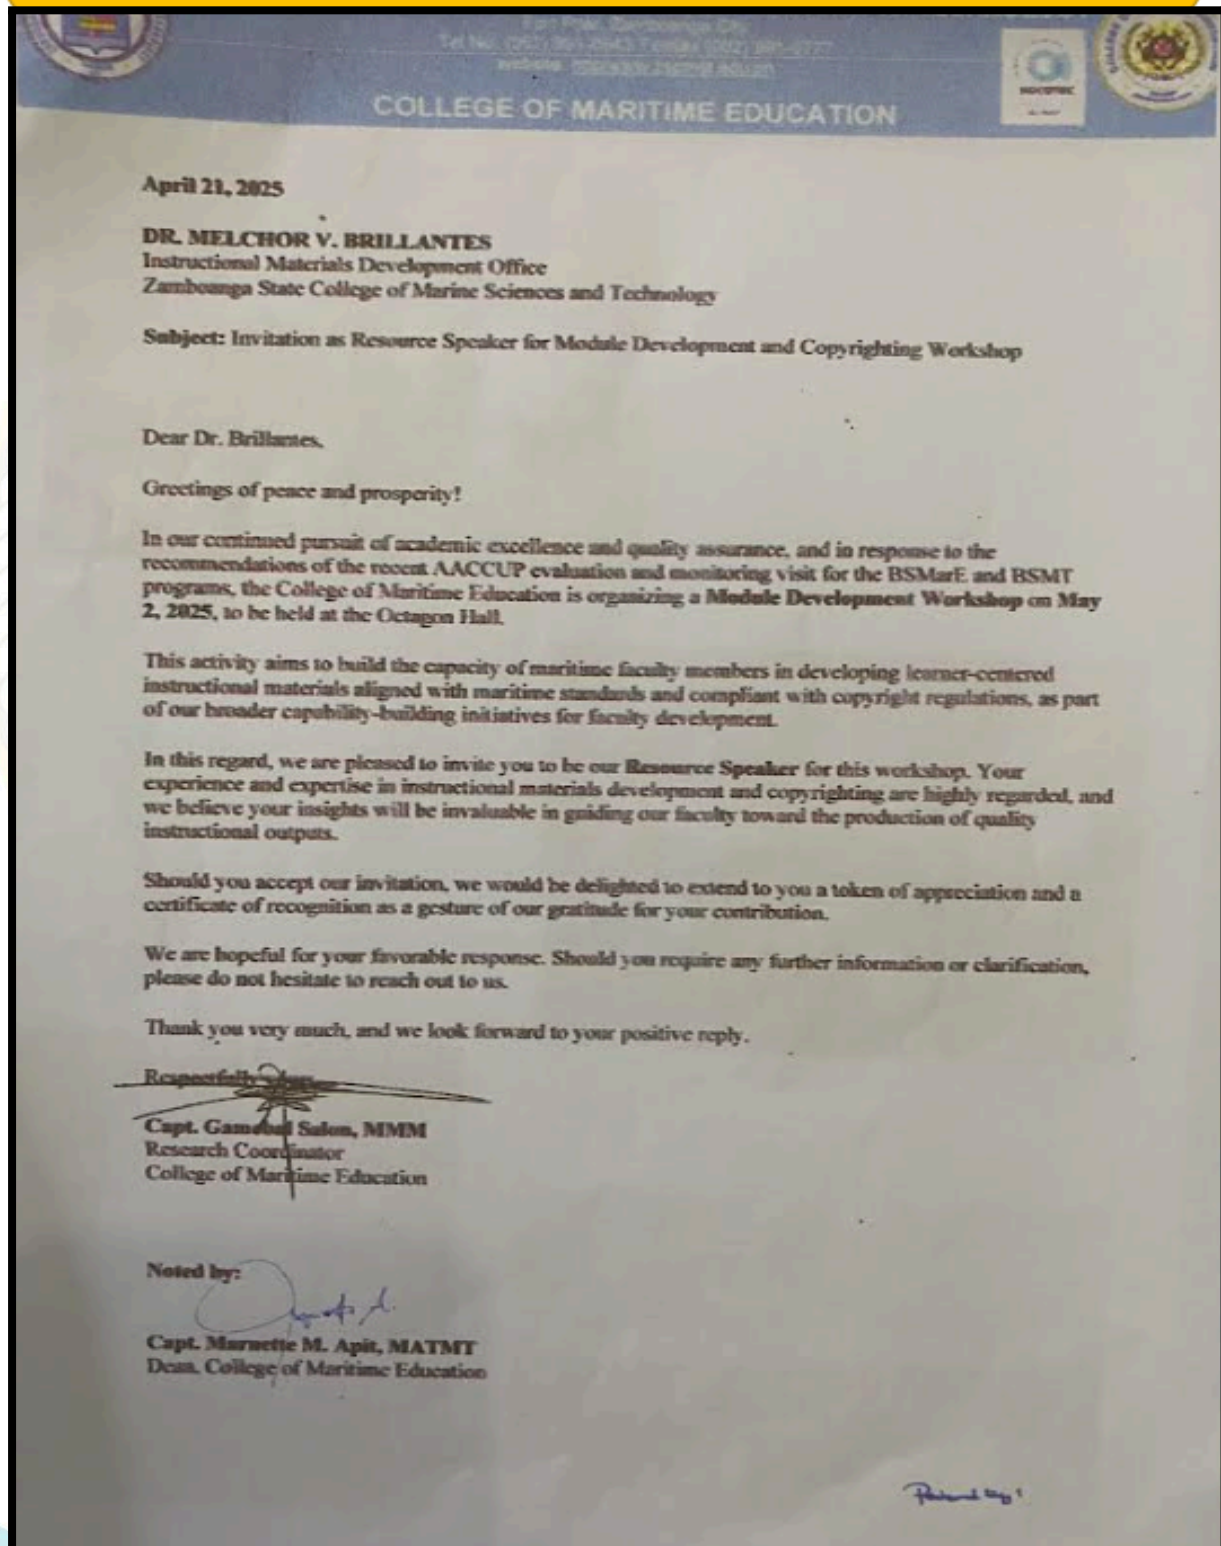 COLLEGE OF MARITIME EDUCATION
April 21, 2025
DR. MELCHOR V. BRILLANTES
Instructional Materials Development Office
Zamboanga State College of Marine Sciences and Technology
Subject: Invitation as Resource Speaker for Module Development and Copyrighting Workshop
Dear Dr. Brillantes,
Greetings of peace and prosperity!
In our continued pursuit of academic excellence and quality assurance, and in response to the
recommendations of the recent AACCUP evaluation and monitoring visit for the BSMarE and BSMT
programs, the College of Maritime Education is organizing a Module Development Workshop on May
2, 2025, to be held at the Octagon Hall.
This activity aims to build the capacity of maritime faculty members in developing learner-centered
instructional materials aligned with maritime standards and compliant with copyright regulations, as part
of our broader capability-building initiatives for faculty development.
In this regard, we are pleased to invite you to be our Resource Speaker for this workshop. Your
experience and expertise in instructional materials development and copyrighting are highly regarded, and
we believe your insights will be invaluable in guiding our faculty toward the production of quality
instructional outputs.
Should you accept our invitation, we would be delighted to extend to you a token of appreciation and a
certificate of recognition as a gesture of our gratitude for your contribution.
We are hopeful for your favorable response. Should you require any further information or clarification,
please do not hesitate to reach out to us.
Thank you very much, and we look forward to your positive reply.
Respectfully
Capt. Salon, MMM
Research Coordinator
College of Maritime Education
Noted by:
Capt. Marnette M. Apit, MATMT
Dean, College of Maritime Education